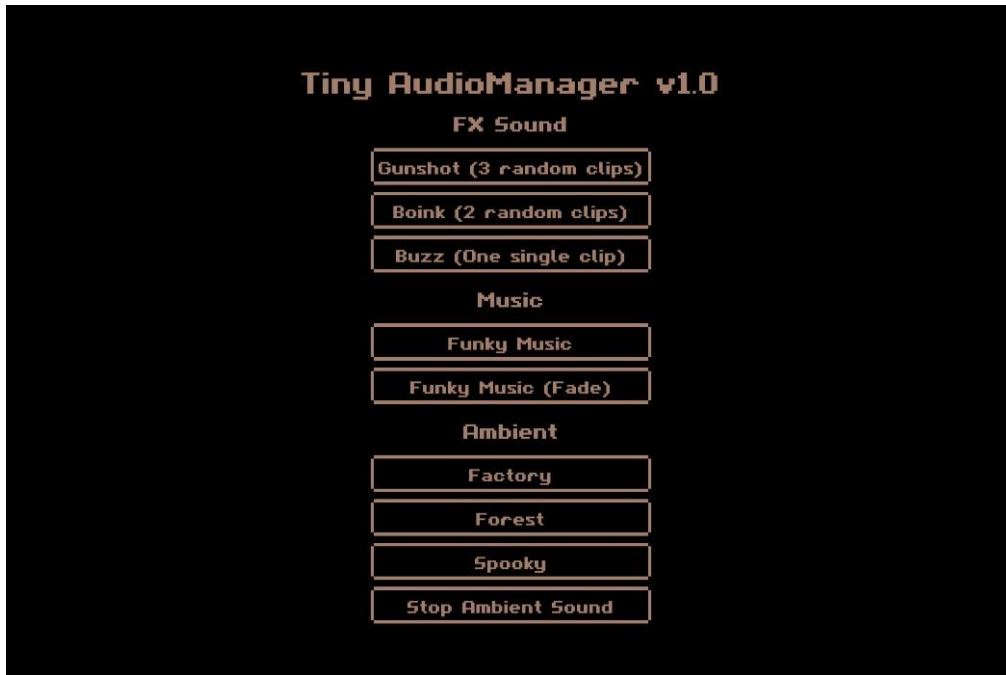 Tiny AudioManager v1.0
FX Sound
Gunshot (3 random clips)
Boink (2 random clips)
Buzz (One single clip)
Music
Funky Music
Funky Music (Fade)
Ambient
Factory
Forest
Spooky
Stop Ambient Sound